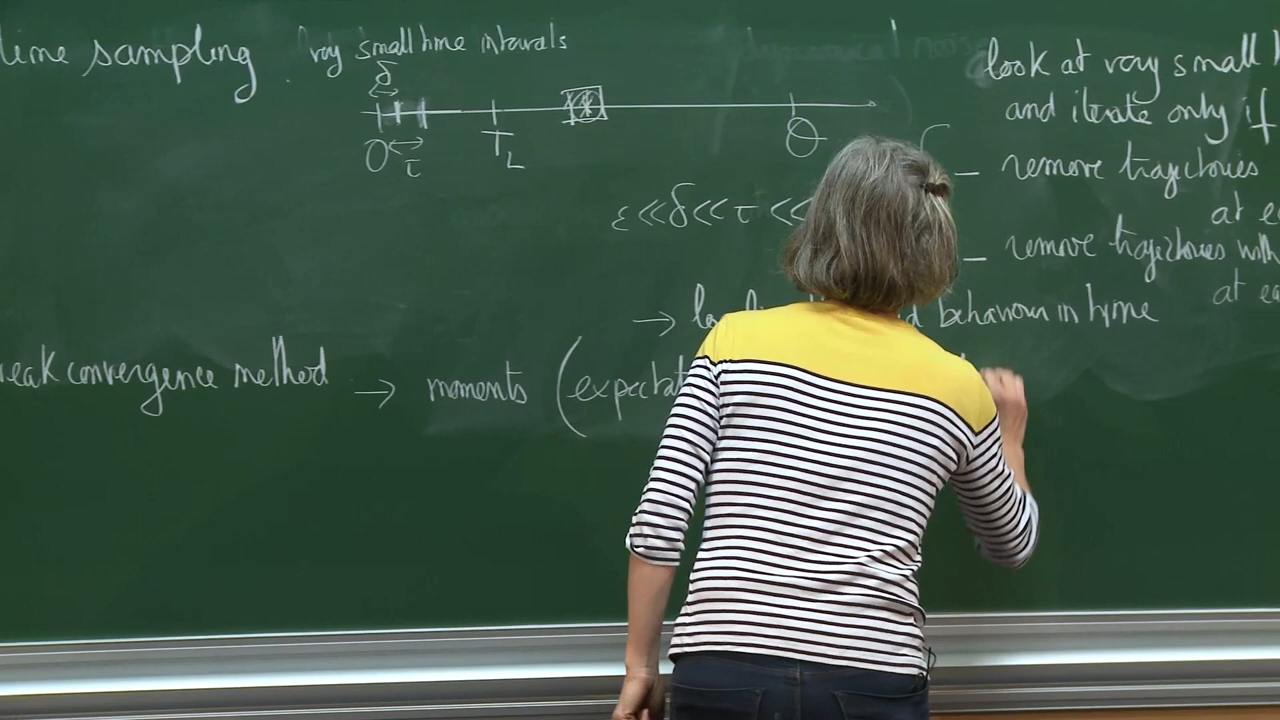 time sampling very small time intervals
δ
0 τ T_L Θ
ε << δ << τ <<
→ behaviour in time
weak convergence method → moments (expectat
look at very small
and iterate only if
– remove trajectories
at e
– remove trajectories with
at ea